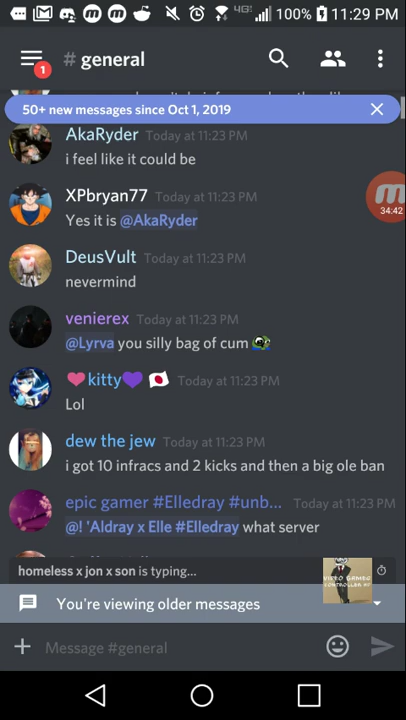 4G 100% 11:29 PM
# general
1
50+ new messages since Oct 1, 2019
AkaRyder Today at 11:23 PM
i feel like it could be
XPbryan77 Today at 11:23 PM
Yes it is @AkaRyder
34:42
DeusVult Today at 11:23 PM
nevermind
venierex Today at 11:23 PM
@Lyrva you silly bag of cum
❤kitty💜 🇯🇵 Today at 11:23 PM
Lol
dew the jew Today at 11:23 PM
i got 10 infracs and 2 kicks and then a big ole ban
epic gamer #Elledray #unb... Today at 11:23 PM
@! 'Aldray x Elle #Elledray what server
homeless x jon x son is typing...
VIDEO GAMES
You're viewing older messages
Message #general